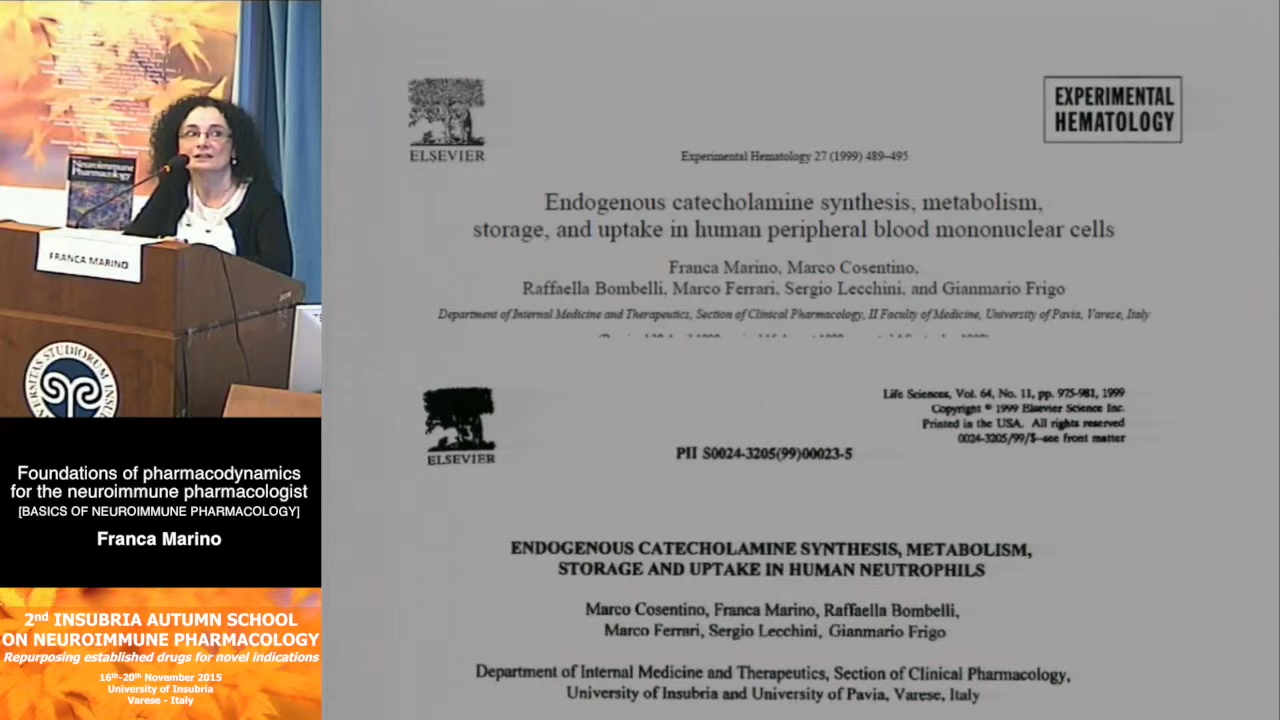 Neuroimmune
Pharmacology
FRANCA MARINO
Foundations of pharmacodynamics
for the neuroimmune pharmacologist
[BASICS OF NEUROIMMUNE PHARMACOLOGY]
Franca Marino
2nd INSUBRIA AUTUMN SCHOOL
ON NEUROIMMUNE PHARMACOLOGY
Repurposing established drugs for novel indications
16th-20th November 2015
University of Insubria
Varese - Italy
ELSEVIER
EXPERIMENTAL
HEMATOLOGY
Experimental Hematology 27 (1999) 489–495
Endogenous catecholamine synthesis, metabolism,
storage, and uptake in human peripheral blood mononuclear cells
Franca Marino, Marco Cosentino,
Raffaella Bombelli, Marco Ferrari, Sergio Lecchini, and Gianmario Frigo
Department of Internal Medicine and Therapeutics, Section of Clinical Pharmacology, II Faculty of Medicine, University of Pavia, Varese, Italy
ELSEVIER
Life Sciences, Vol. 64, No. 11, pp. 975-981, 1999
Copyright © 1999 Elsevier Science Inc.
Printed in the USA. All rights reserved
0024-3205/99/$-see front matter
PII S0024-3205(99)00023-5
ENDOGENOUS CATECHOLAMINE SYNTHESIS, METABOLISM,
STORAGE AND UPTAKE IN HUMAN NEUTROPHILS
Marco Cosentino, Franca Marino, Raffaella Bombelli,
Marco Ferrari, Sergio Lecchini, Gianmario Frigo
Department of Internal Medicine and Therapeutics, Section of Clinical Pharmacology,
University of Insubria and University of Pavia, Varese, Italy